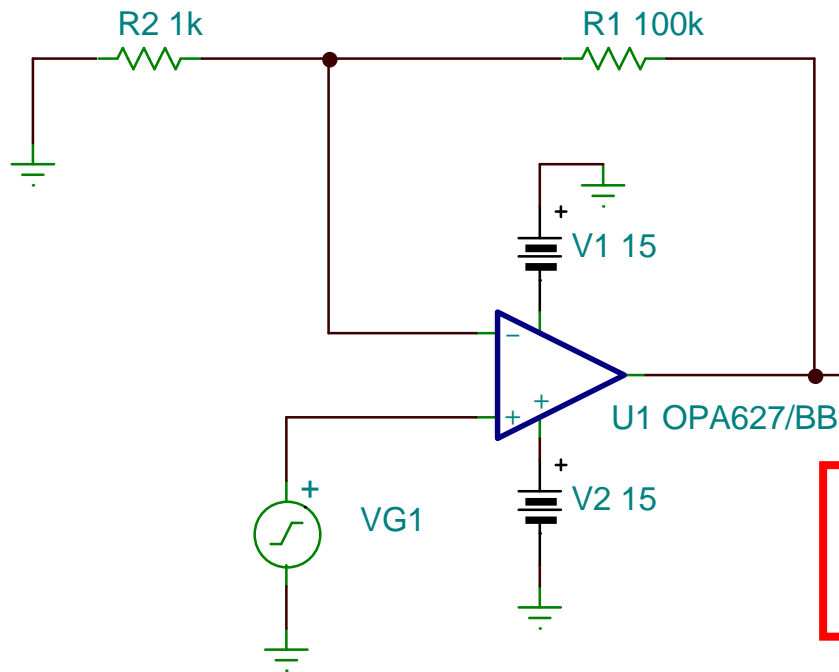 R2 1k
R1 100k
+
V1 15
−
+
+
U1 OPA627/BB
+
V2 15
+
VG1